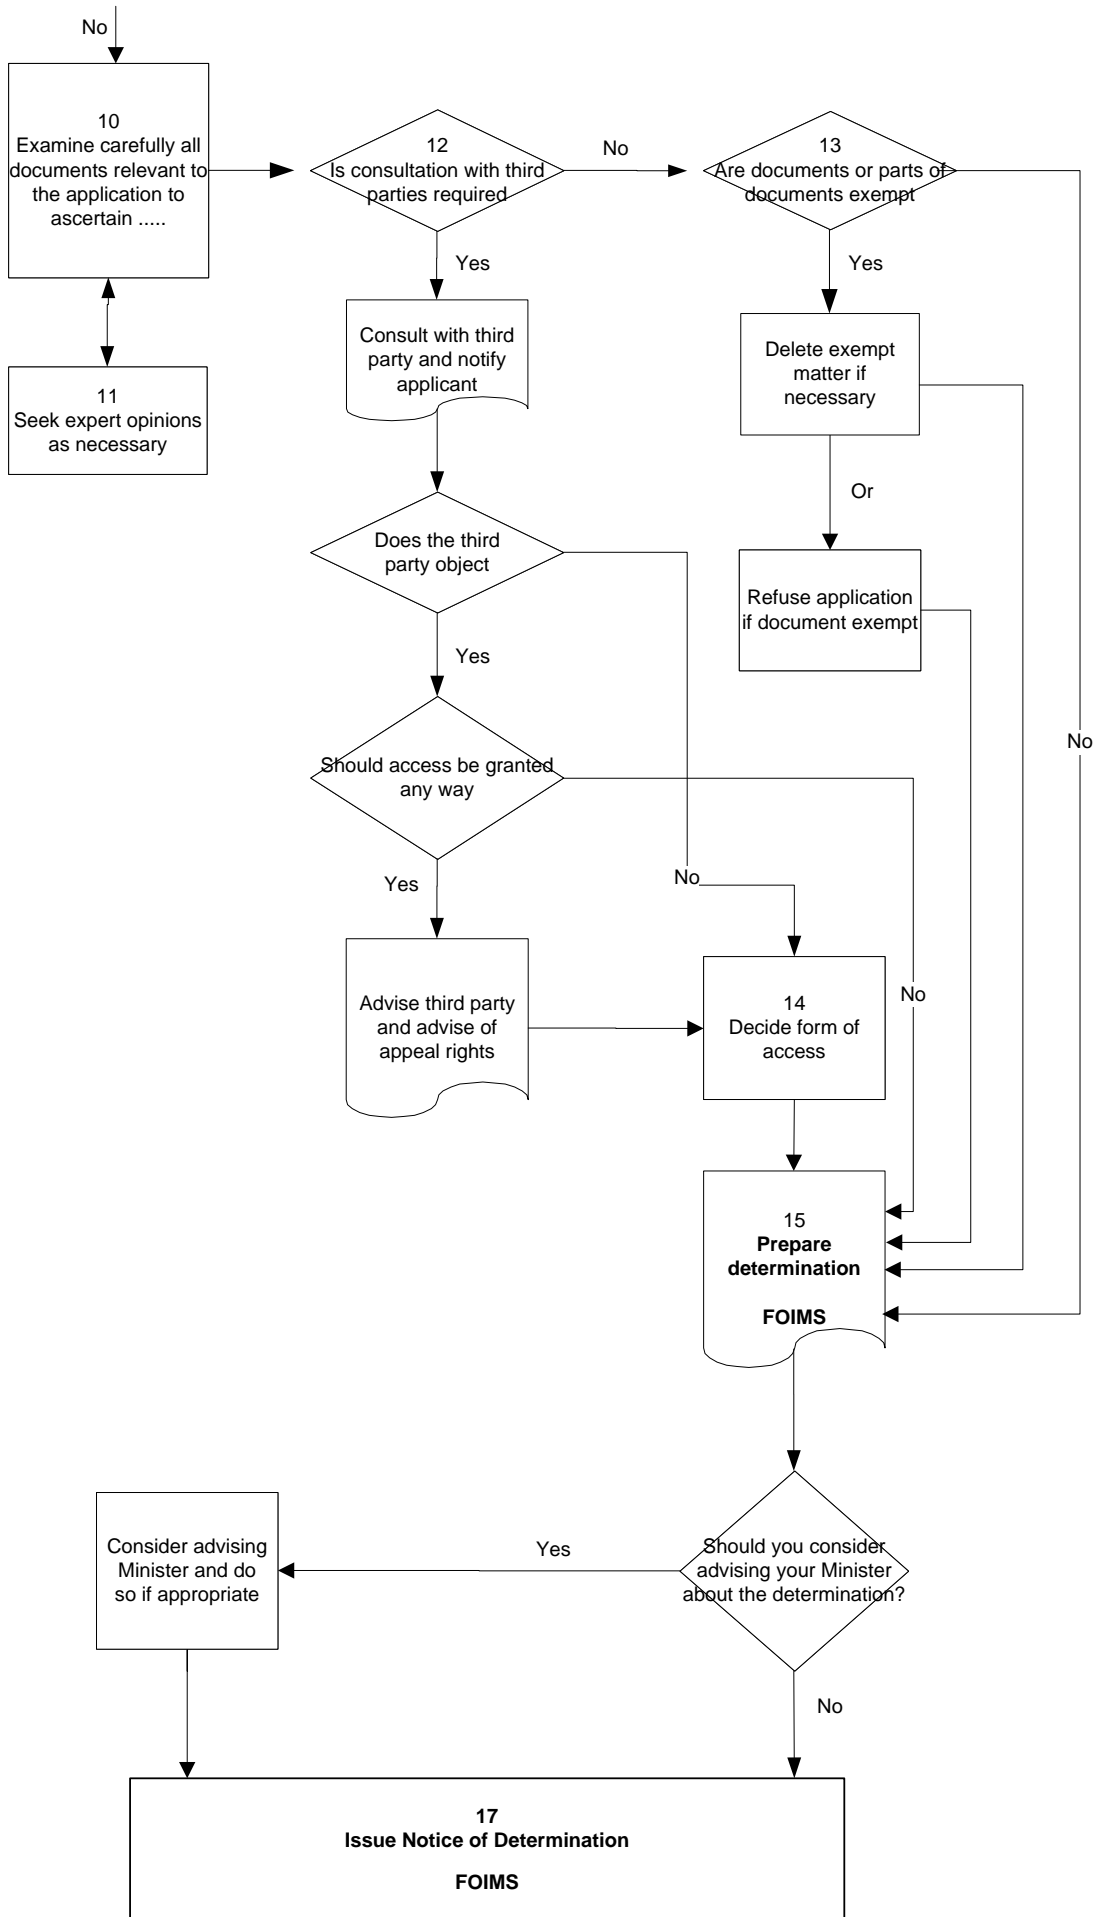 No
10
Examine carefully all
documents relevant to
the application to
ascertain .....
12
Is consultation with third
parties required
No
13
Are documents or parts of
documents exempt
Yes
Yes
Consult with third
party and notify
applicant
Delete exempt
matter if
necessary
11
Seek expert opinions
as necessary
Or
Does the third
party object
Refuse application
if document exempt
Yes
No
Should access be granted
any way
Yes
No
No
Advise third party
and advise of
appeal rights
14
Decide form of
access
15
Prepare
determination
FOIMS
Consider advising
Minister and do
so if appropriate
Yes
Should you consider
advising your Minister
about the determination?
No
17
Issue Notice of Determination
FOIMS